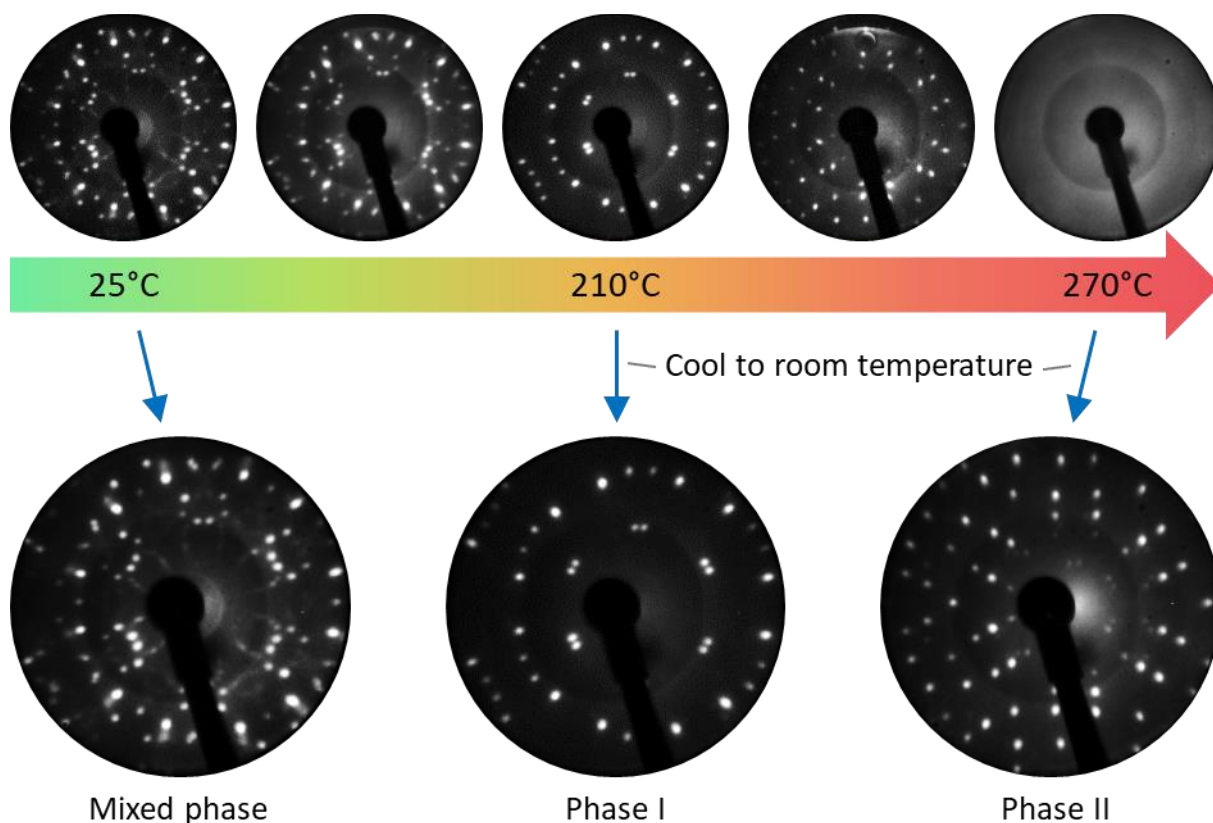 25°C
210°C
270°C
Cool to room temperature
Mixed phase
Phase I
Phase II